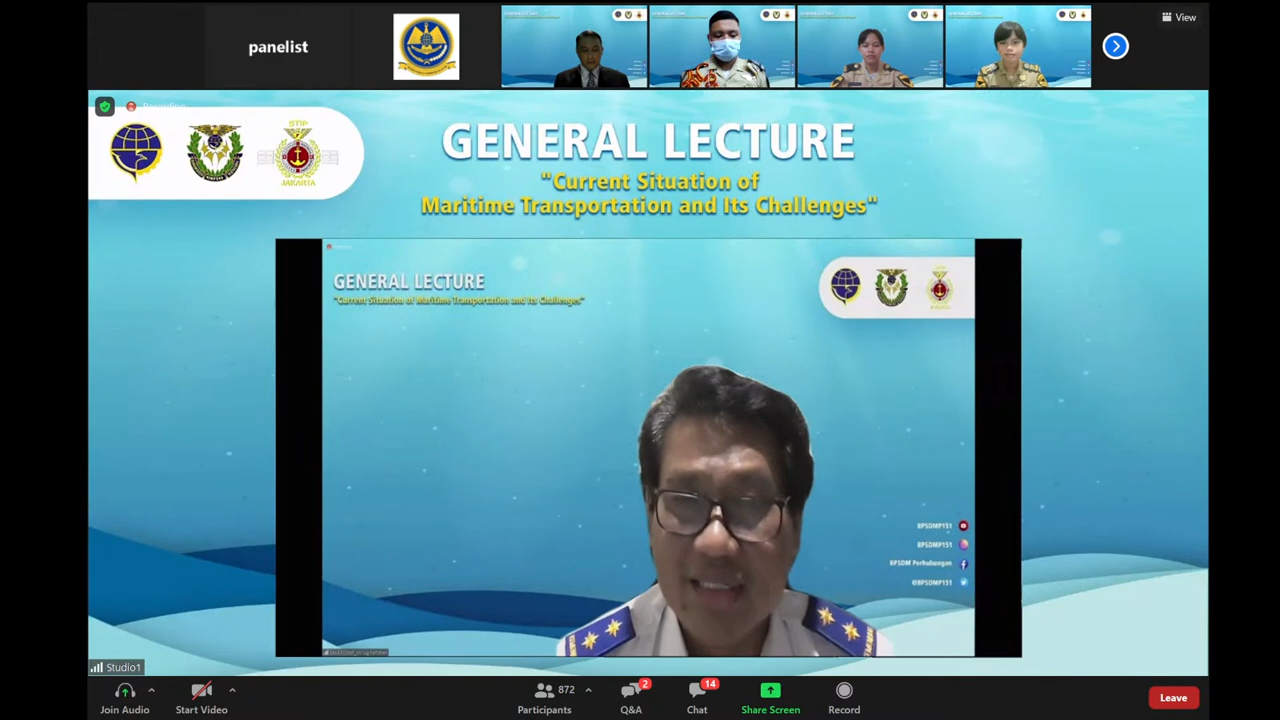 panelist
View
Recording
STIP
JAKARTA
GENERAL LECTURE
"Current Situation of
Maritime Transportation and Its Challenges"
GENERAL LECTURE
"Current Situation of Maritime Transportation and Its Challenges"
BPSDMP151
BPSDMP151
BPSDM Perhubungan
@BPSDMP151
Studio1
Join Audio
Start Video
872
Participants
2
Q&A
14
Chat
Share Screen
Record
Leave